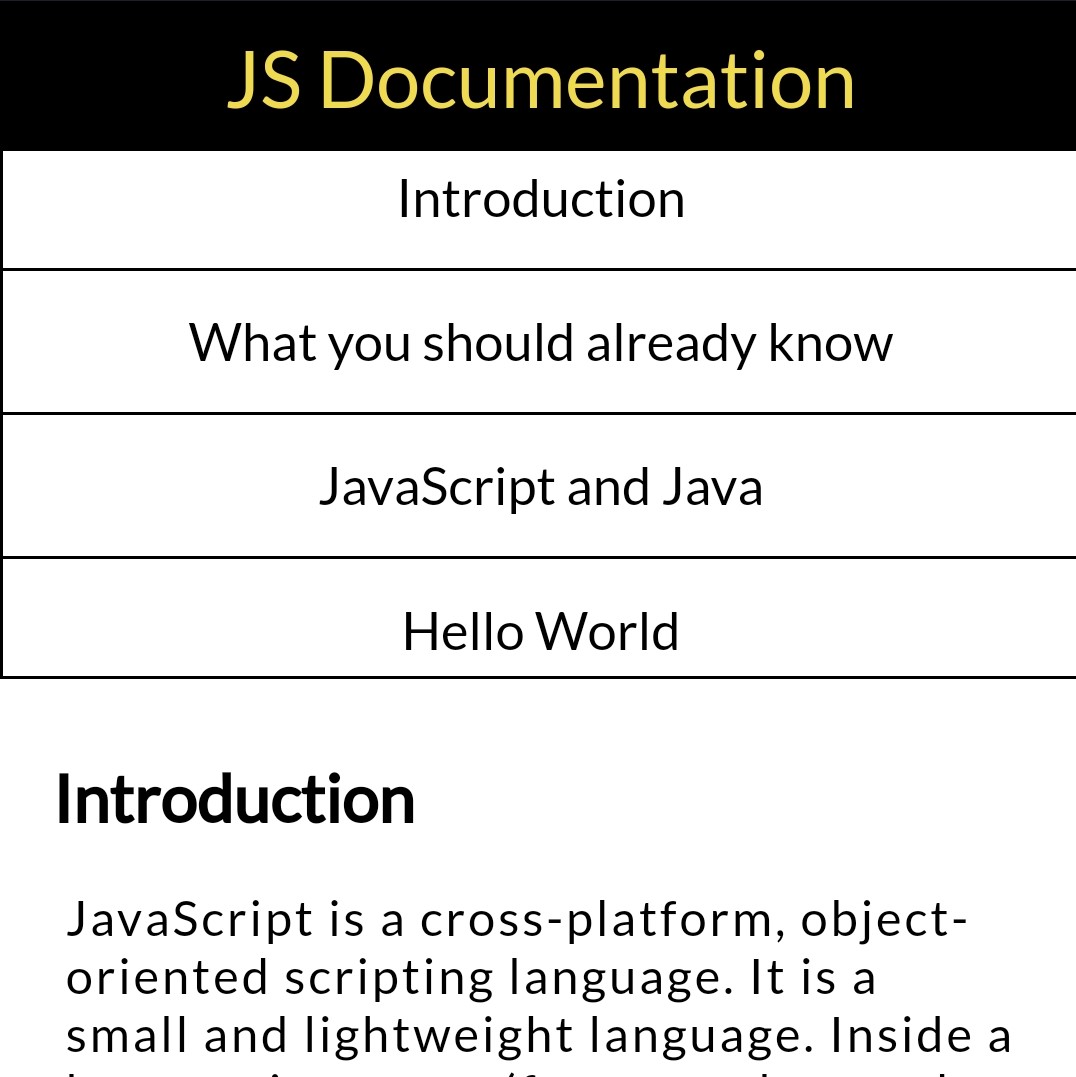 JS Documentation
Introduction
What you should already know
JavaScript and Java
Hello World
Introduction
JavaScript is a cross-platform, object-
oriented scripting language. It is a
small and lightweight language. Inside a